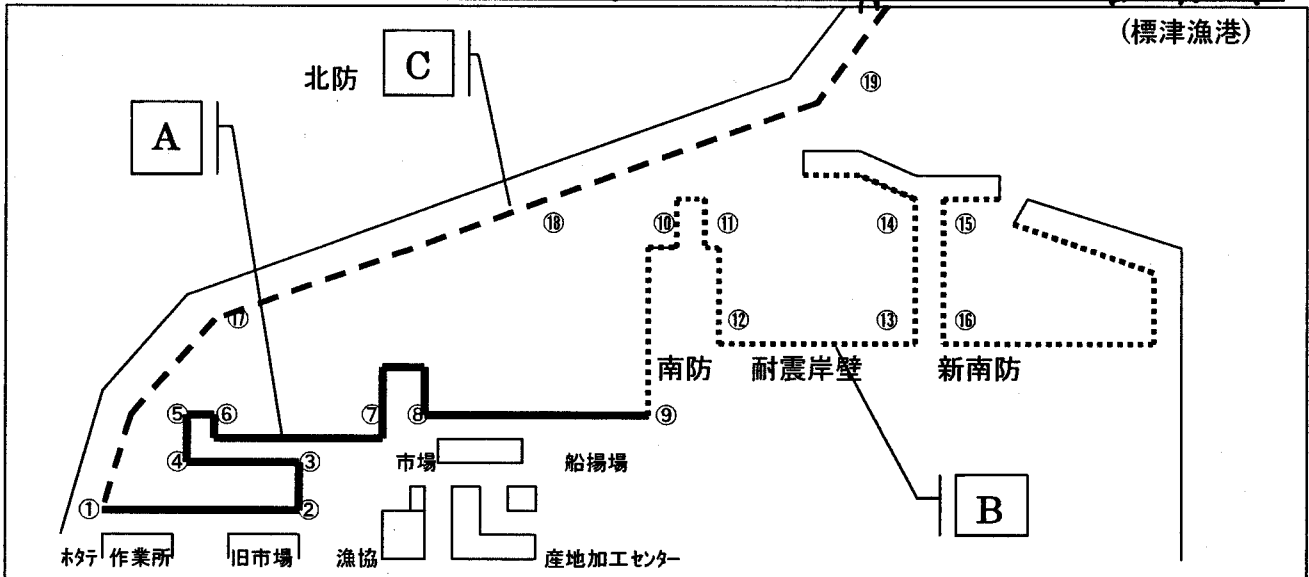 (標津漁港)
北防
C
A
⑲
⑱
⑩
⑪
⑭
⑮
⑰
⑫
⑬
⑯
南防
耐震岸壁
新南防
⑤
⑥
⑦
⑧
⑨
④
③
市場
船揚場
①
②
B
ホタテ
作業所
旧市場
漁協
産地加工センター